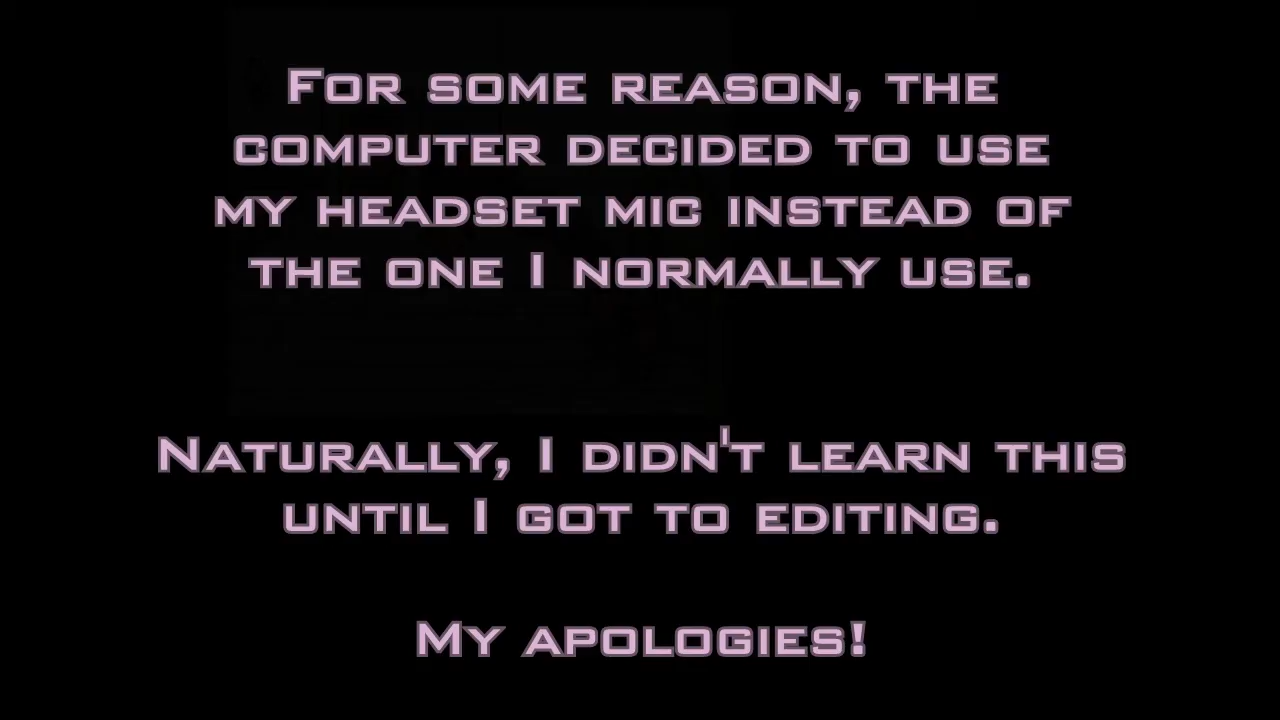 For some reason, the
computer decided to use
my headset mic instead of
the one I normally use.
Naturally, I didn't learn this
until I got to editing.
My apologies!